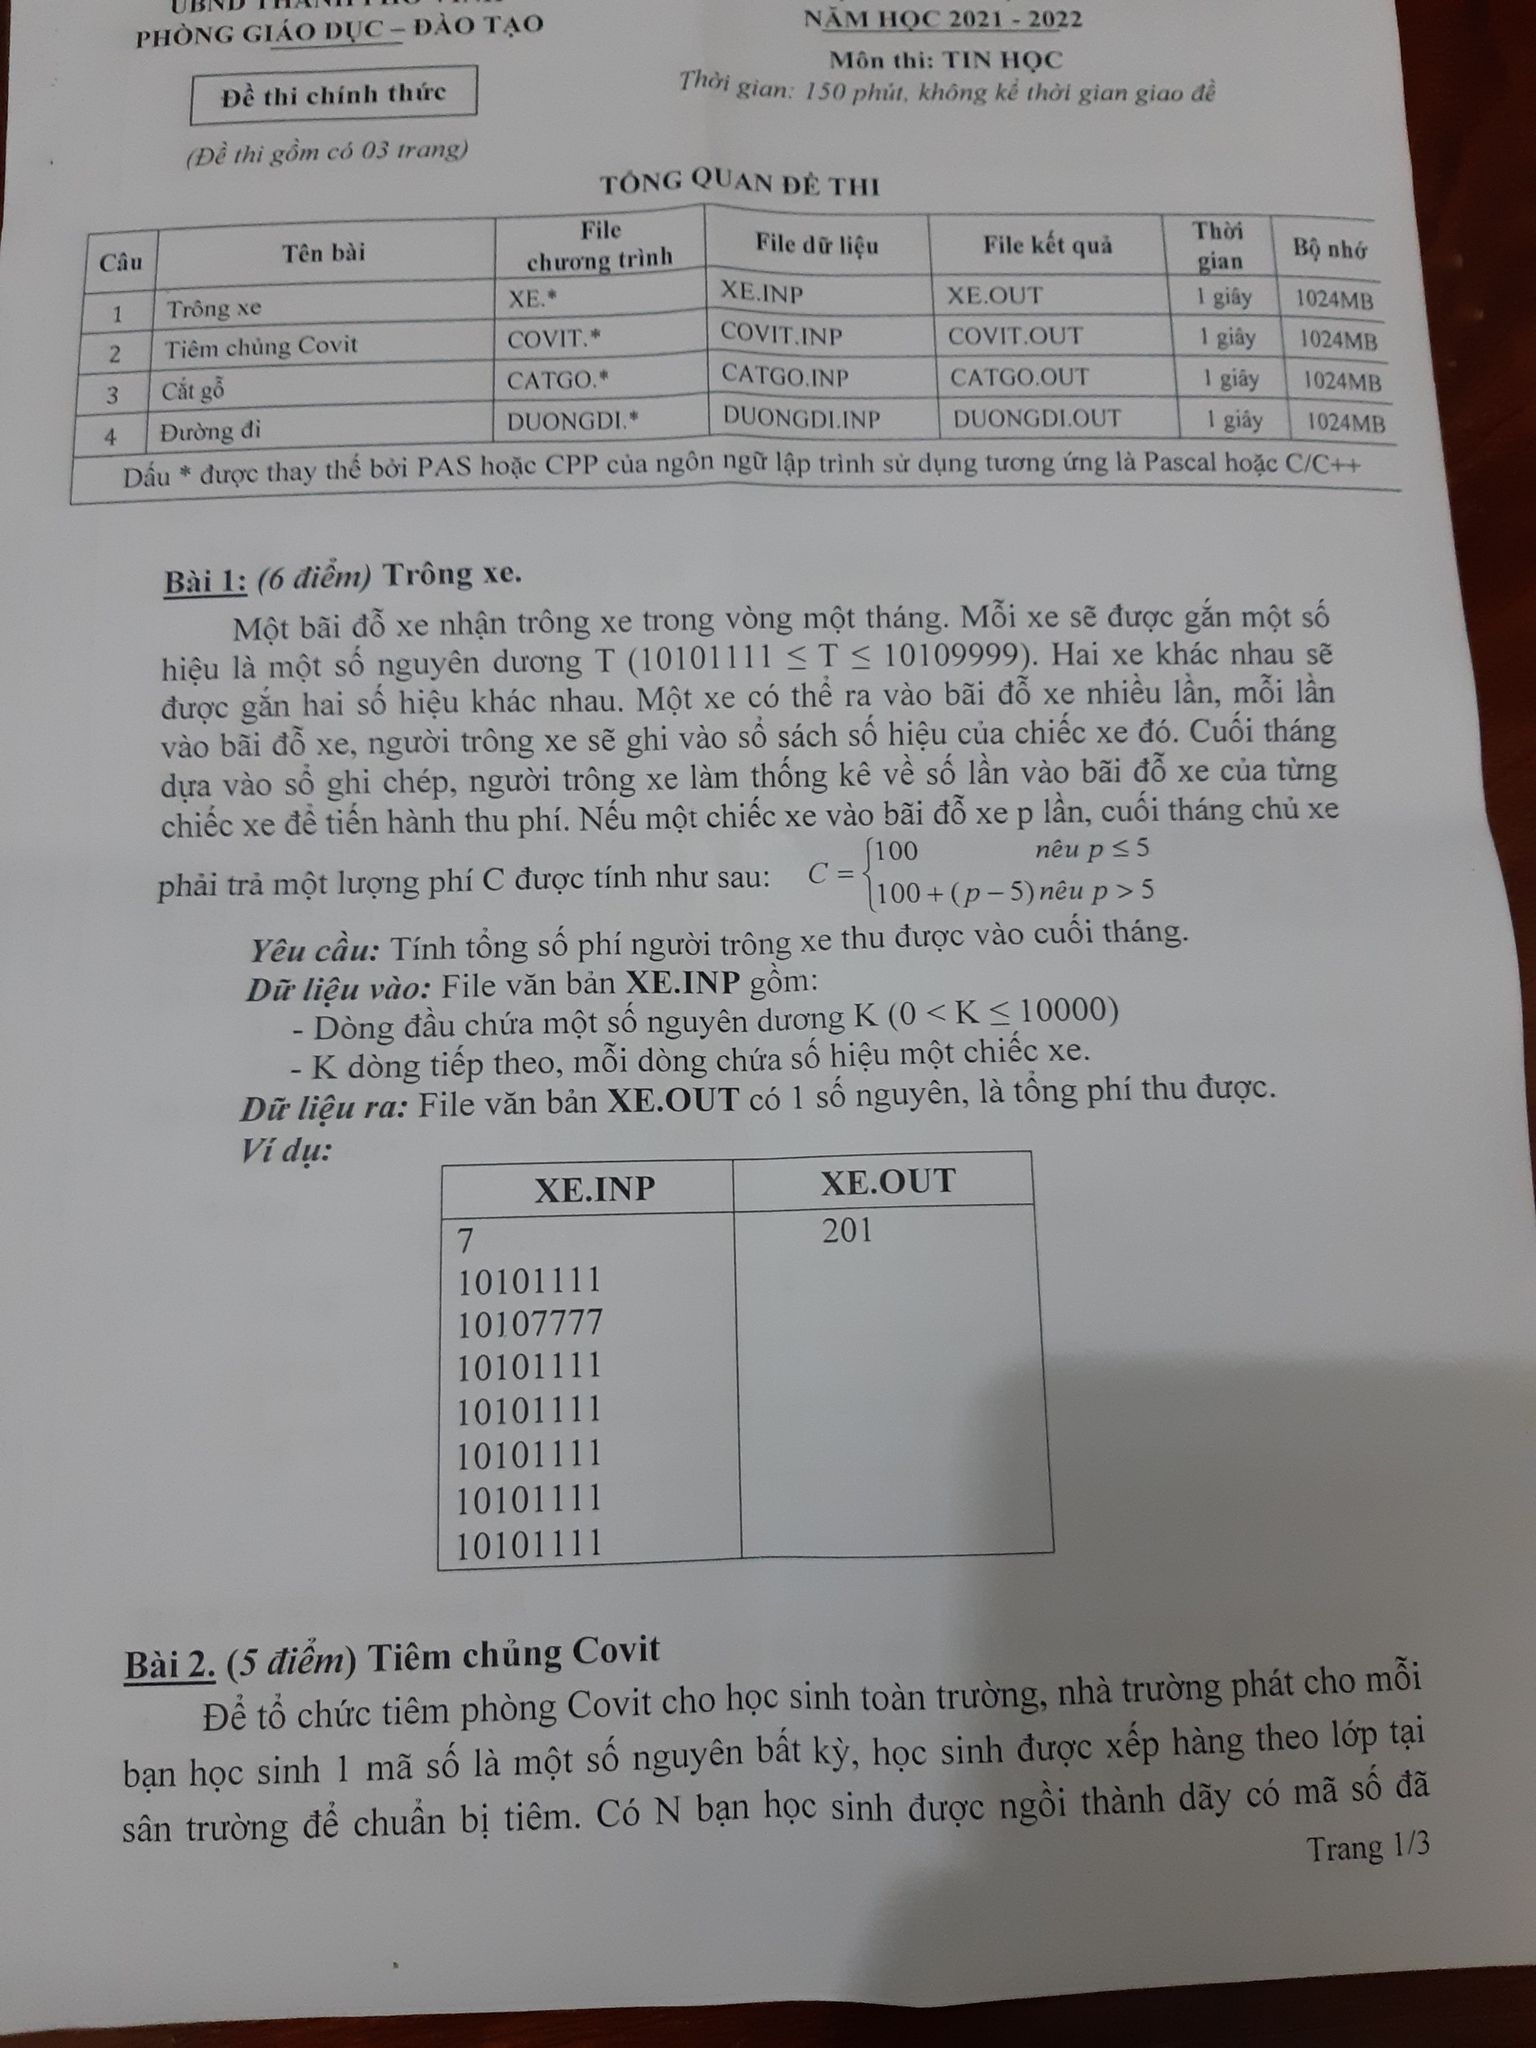 PHÒNG GIÁO DỤC – ĐÀO TẠO
NĂM HỌC 2021 - 2022
Môn thi: TIN HỌC
Đề thi chính thức
Thời gian: 150 phút, không kể thời gian giao đề
(Đề thi gồm có 03 trang)
TỔNG QUAN ĐỀ THI
Câu Tên bài File chương trình File dữ liệu File kết quả Thời gian Bộ nhớ
1 Trông xe XE.* XE.INP XE.OUT 1 giây 1024MB
2 Tiêm chủng Covit COVIT.* COVIT.INP COVIT.OUT 1 giây 1024MB
3 Cắt gỗ CATGO.* CATGO.INP CATGO.OUT 1 giây 1024MB
4 Đường đi DUONGDI.* DUONGDI.INP DUONGDI.OUT 1 giây 1024MB
Dấu * được thay thế bởi PAS hoặc CPP của ngôn ngữ lập trình sử dụng tương ứng là Pascal hoặc C/C++
Bài 1: (6 điểm) Trông xe.
Một bãi đỗ xe nhận trông xe trong vòng một tháng. Mỗi xe sẽ được gắn một số
hiệu là một số nguyên dương T (10101111 ≤ T ≤ 10109999). Hai xe khác nhau sẽ
được gắn hai số hiệu khác nhau. Một xe có thể ra vào bãi đỗ xe nhiều lần, mỗi lần
vào bãi đỗ xe, người trông xe sẽ ghi vào sổ sách số hiệu của chiếc xe đó. Cuối tháng
dựa vào sổ ghi chép, người trông xe làm thống kê về số lần vào bãi đỗ xe của từng
chiếc xe để tiến hành thu phí. Nếu một chiếc xe vào bãi đỗ xe p lần, cuối tháng chủ xe
phải trả một lượng phí C được tính như sau: C = { 100 nêu p ≤ 5
100 + (p – 5) nêu p > 5
Yêu cầu: Tính tổng số phí người trông xe thu được vào cuối tháng.
Dữ liệu vào: File văn bản XE.INP gồm:
- Dòng đầu chứa một số nguyên dương K (0 < K ≤ 10000)
- K dòng tiếp theo, mỗi dòng chứa số hiệu một chiếc xe.
Dữ liệu ra: File văn bản XE.OUT có 1 số nguyên, là tổng phí thu được.
Ví dụ:
XE.INP XE.OUT
7 201
10101111
10107777
10101111
10101111
10101111
10101111
10101111
Bài 2. (5 điểm) Tiêm chủng Covit
Để tổ chức tiêm phòng Covit cho học sinh toàn trường, nhà trường phát cho mỗi
bạn học sinh 1 mã số là một số nguyên bất kỳ, học sinh được xếp hàng theo lớp tại
sân trường để chuẩn bị tiêm. Có N bạn học sinh được ngồi thành dãy có mã số đã
Trang 1/3